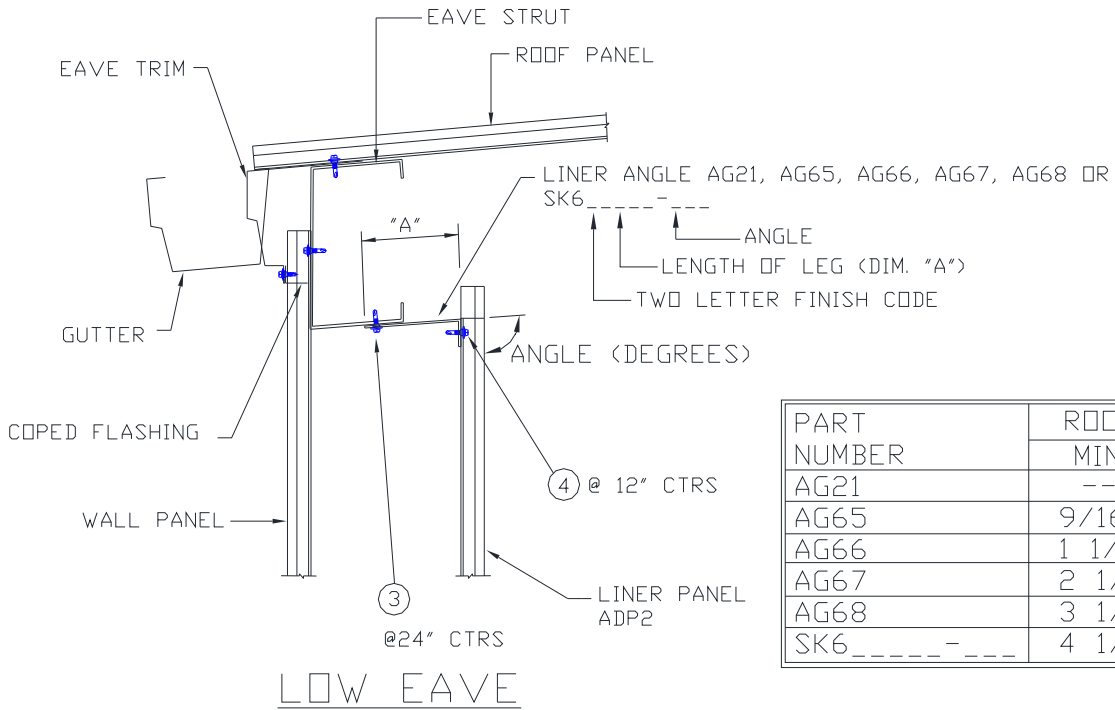 EAVE STRUT
ROOF PANEL
EAVE TRIM
LINER ANGLE AG21, AG65, AG66, AG67, AG68 OR
SK6_____-___
"A"
ANGLE
LENGTH OF LEG (DIM. "A")
TWO LETTER FINISH CODE
GUTTER
ANGLE (DEGREES)
COPED FLASHING
4 @ 12" CTRS
WALL PANEL
LINER PANEL
ADP2
3
@24" CTRS
LOW EAVE
PART
NUMBER
MIN
AG21 --
AG65
AG66
AG67
AG68
SK6_____-___